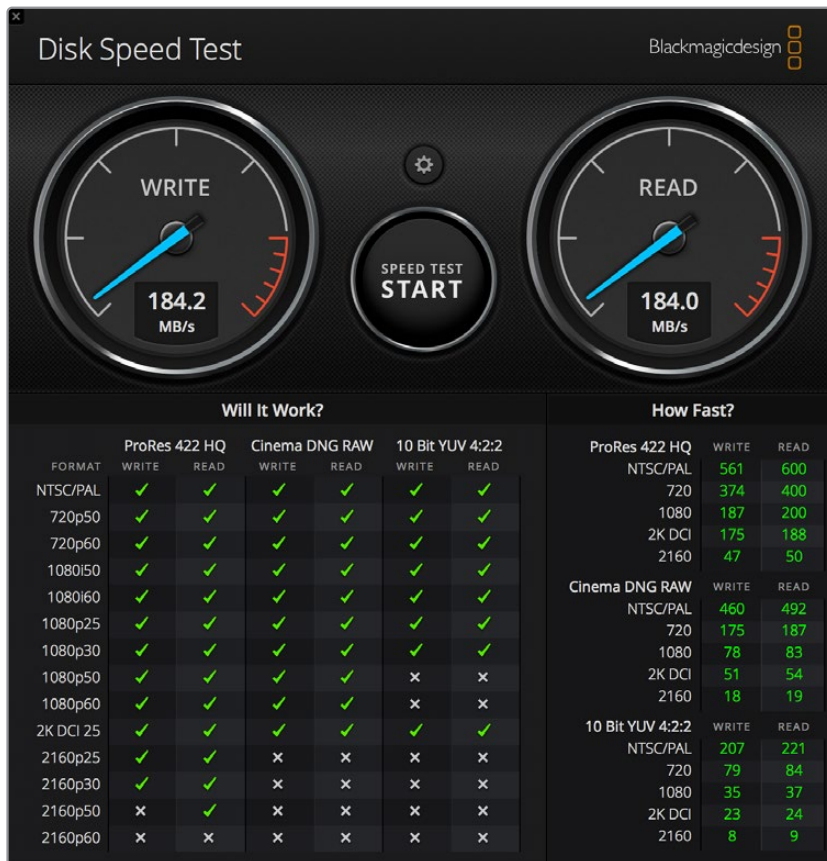 Disk Speed Test
Blackmagicdesign
WRITE
184.2
MB/s
SPEED TEST
START
READ
184.0
MB/s
Will It Work?
ProRes 422 HQ Cinema DNG RAW 10 Bit YUV 4:2:2
FORMAT WRITE READ WRITE READ WRITE READ
NTSC/PAL ✓ ✓ ✓ ✓ ✓ ✓
720p50 ✓ ✓ ✓ ✓ ✓ ✓
720p60 ✓ ✓ ✓ ✓ ✓ ✓
1080i50 ✓ ✓ ✓ ✓ ✓ ✓
1080i60 ✓ ✓ ✓ ✓ ✓ ✓
1080p25 ✓ ✓ ✓ ✓ ✓ ✓
1080p30 ✓ ✓ ✓ ✓ ✓ ✓
1080p50 ✓ ✓ ✓ ✓ × ×
1080p60 ✓ ✓ ✓ ✓ × ×
2K DCI 25 ✓ ✓ ✓ ✓ ✓ ✓
2160p25 ✓ ✓ × × × ×
2160p30 ✓ ✓ × × × ×
2160p50 × ✓ × × × ×
2160p60 × × × × × ×
How Fast?
ProRes 422 HQ WRITE READ
NTSC/PAL 561 600
720 374 400
1080 187 200
2K DCI 175 188
2160 47 50
Cinema DNG RAW WRITE READ
NTSC/PAL 460 492
720 175 187
1080 78 83
2K DCI 51 54
2160 18 19
10 Bit YUV 4:2:2 WRITE READ
NTSC/PAL 207 221
720 79 84
1080 35 37
2K DCI 23 24
2160 8 9